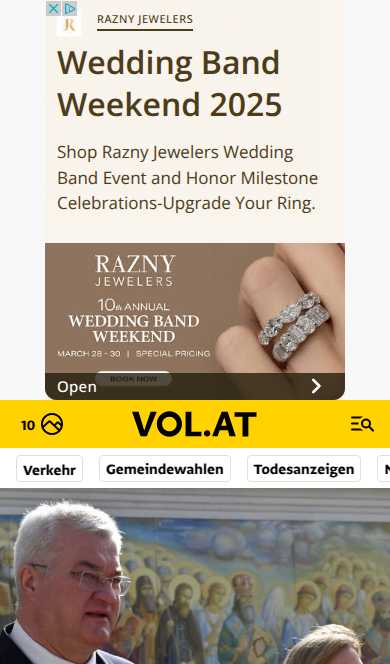 RAZNY JEWELERS
Wedding Band
Weekend 2025
Shop Razny Jewelers Wedding
Band Event and Honor Milestone
Celebrations-Upgrade Your Ring.
RAZNY
JEWELERS
10th ANNUAL
WEDDING BAND
WEEKEND
MARCH 28 - 30 | SPECIAL PRICING
BOOK NOW
Open
10
VOL.AT
Verkehr
Gemeindewahlen
Todesanzeigen